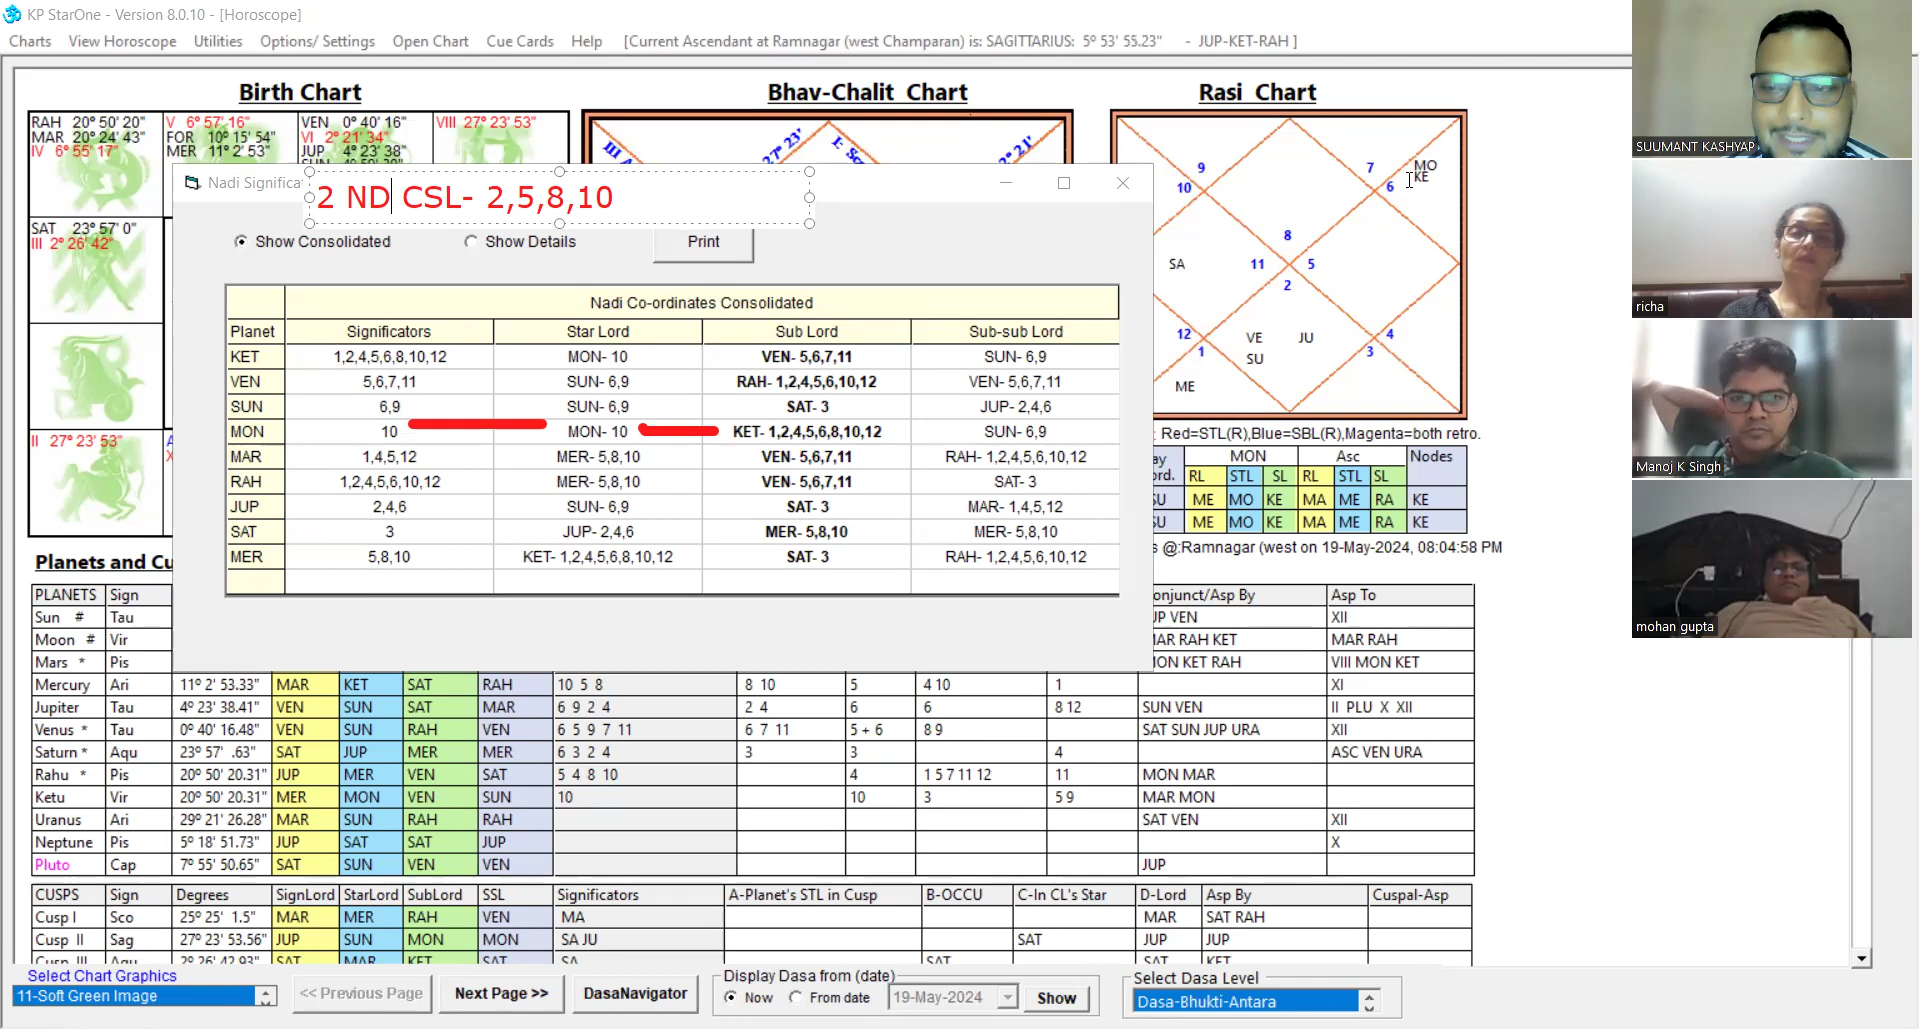 KP StarOne - Version 8.0.10 - [Horoscope]
Charts View Horoscope Utilities Options/ Settings Open Chart Cue Cards Help [Current Ascendant at Ramnagar (west Champaran) is: SAGITTARIUS: 5º 53' 55.23" - JUP-KET-RAH ]
Birth Chart
Bhav-Chalit Chart
Rasi Chart
RAH 20º 50' 20"
MAR 20º 24' 43"
IV 6º 55' 17"
V 6º 57' 16"
FOR 10º 15' 54"
MER 11º 2' 53"
VEN 0º 40' 16"
VI 2º 21' 34"
JUP 4º 23' 38"
VIII 27º 23' 53"
SAT 23º 57' 0"
III 2º 26' 42"
II 27º 23' 53"
27º 23'
2º 21'
9
10
7
MO
KE
6
8
SA
11
5
2
12
1
VE
SU
JU
4
3
ME
Nadi Significa
2 ND CSL- 2,5,8,10
Show Consolidated Show Details Print
Nadi Co-ordinates Consolidated
Planet Significators Star Lord Sub Lord Sub-sub Lord
KET 1,2,4,5,6,8,10,12 MON- 10 VEN- 5,6,7,11 SUN- 6,9
VEN 5,6,7,11 SUN- 6,9 RAH- 1,2,4,5,6,10,12 VEN- 5,6,7,11
SUN 6,9 SUN- 6,9 SAT- 3 JUP- 2,4,6
MON 10 MON- 10 KET- 1,2,4,5,6,8,10,12 SUN- 6,9
MAR 1,4,5,12 MER- 5,8,10 VEN- 5,6,7,11 RAH- 1,2,4,5,6,10,12
RAH 1,2,4,5,6,10,12 MER- 5,8,10 VEN- 5,6,7,11 SAT- 3
JUP 2,4,6 SUN- 6,9 SAT- 3 MAR- 1,4,5,12
SAT 3 JUP- 2,4,6 MER- 5,8,10 MER- 5,8,10
MER 5,8,10 KET- 1,2,4,5,6,8,10,12 SAT- 3 RAH- 1,2,4,5,6,10,12
Red=STL(R),Blue=SBL(R),Magenta=both retro.
MON Asc Nodes
RL STL SL RL STL SL
ME MO KE MA ME RA KE
ME MO KE MA ME RA KE
@:Ramnagar (west on 19-May-2024, 08:04:58 PM
Planets and Cu
PLANETS Sign onjunct/Asp By Asp To
Sun # Tau UP VEN XII
Moon # Vir MAR RAH KET MAR RAH
Mars * Pis MON KET RAH VIII MON KET
Mercury Ari 11º 2' 53.33" MAR KET SAT RAH 10 5 8 8 10 5 4 10 1 XI
Jupiter Tau 4º 23' 38.41" VEN SUN SAT MAR 6 9 2 4 2 4 6 6 8 12 SUN VEN II PLU X XII
Venus * Tau 0º 40' 16.48" VEN SUN RAH VEN 6 5 9 7 11 6 7 11 5 + 6 8 9 SAT SUN JUP URA XII
Saturn * Aqu 23º 57' .63" SAT JUP MER MER 6 3 2 4 3 3 4 ASC VEN URA
Rahu * Pis 20º 50' 20.31" JUP MER VEN SAT 5 4 8 10 4 1 5 7 11 12 11 MON MAR
Ketu Vir 20º 50' 20.31" MER MON VEN SUN 10 10 3 5 9 MAR MON
Uranus Ari 29º 21' 26.28" MAR SUN RAH RAH SAT VEN XII
Neptune Pis 5º 18' 51.73" JUP SAT SAT JUP X
Pluto Cap 7º 55' 50.65" SAT SUN VEN VEN JUP
CUSPS Sign Degrees SignLord StarLord SubLord SSL Significators A-Planet's STL in Cusp B-OCCU C-In CL's Star D-Lord Asp By Cuspal-Asp
Cusp I Sco 25º 25' 1.5" MAR MER RAH VEN MA MAR SAT RAH
Cusp II Sag 27º 23' 53.56" JUP SUN MON MON SA JU SAT JUP JUP
Select Chart Graphics
11-Soft Green Image
<< Previous Page Next Page >> DasaNavigator
Display Dasa from (date)
Now From date 19-May-2024 Show
Select Dasa Level
Dasa-Bhukti-Antara
SUUMANT KASHYAP
richa
Manoj K Singh
mohan gupta